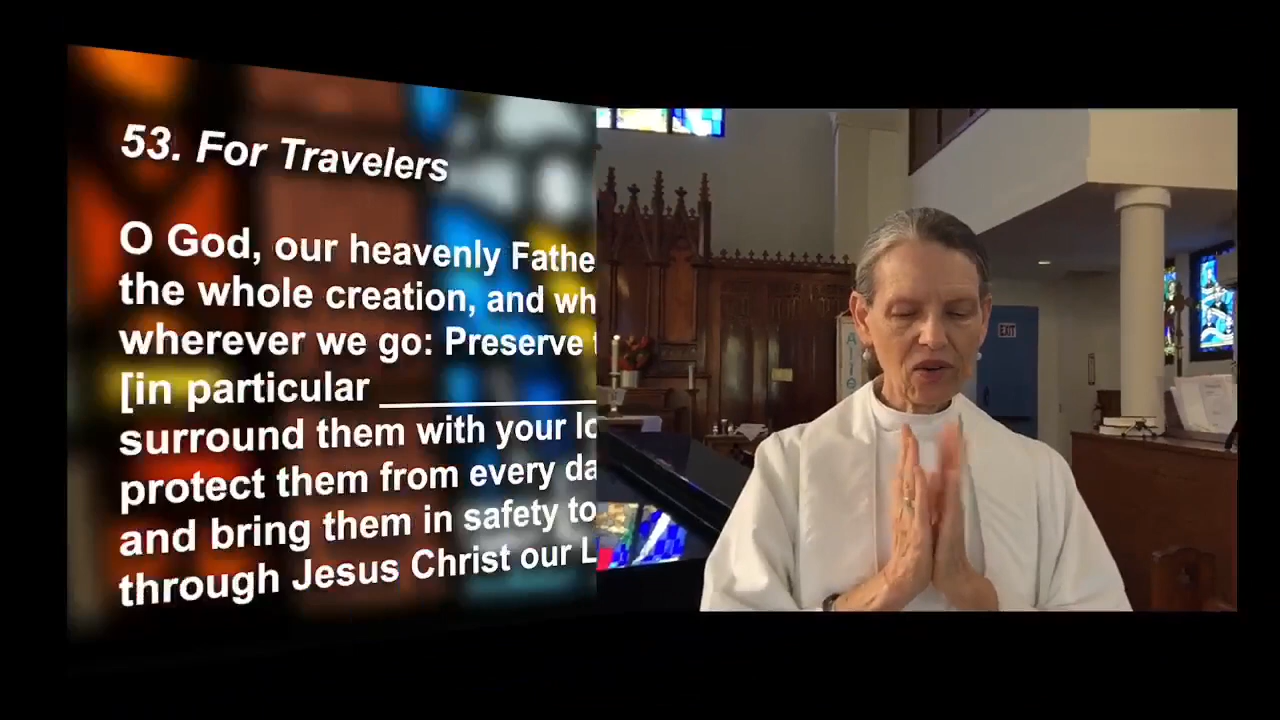 53. For Travelers
O God, our heavenly Fathe
the whole creation, and wh
wherever we go: Preserve
[in particular
surround them with your lo
protect them from every da
and bring them in safety to
through Jesus Christ our L
EXIT